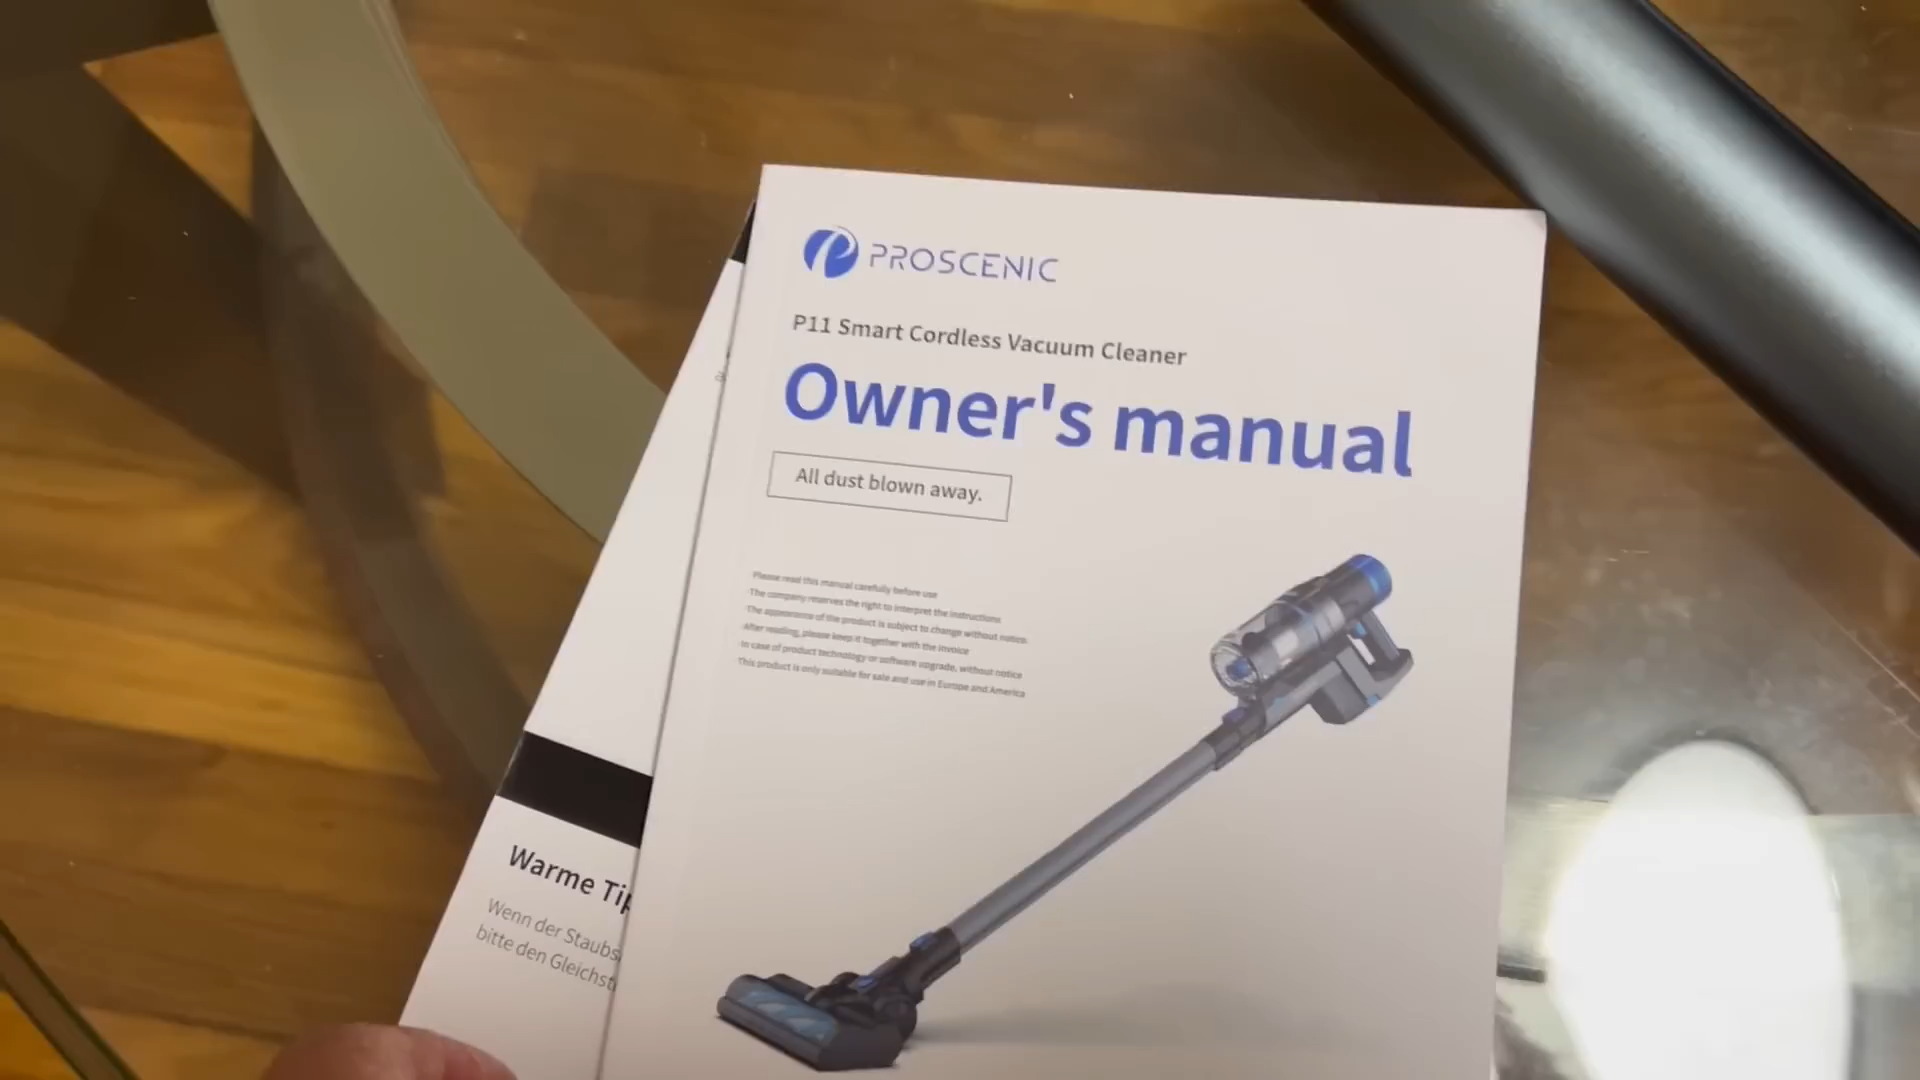 PROSCENIC
P11 Smart Cordless Vacuum Cleaner
Owner's manual
All dust blown away.
Please read this manual carefully before use
·The company reserves the right to interpret the instructions
·The appearance of the product is subject to change without notice.
·After reading, please keep it together with the invoice
·In case of product technology or software upgrade, without notice
·This product is only suitable for sale and use in Europe and America
Warme Tip
Wenn der Staubs
bitte den Gleichst